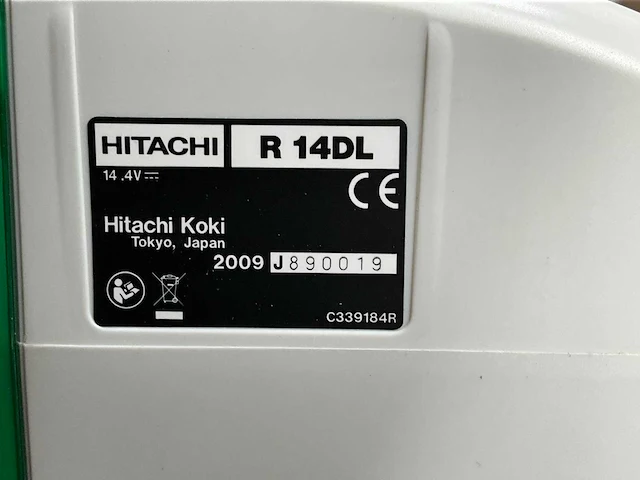 HITACHI R 14DL
14.4V⎓
CE
Hitachi Koki
Tokyo, Japan
2009 J890019
C339184R